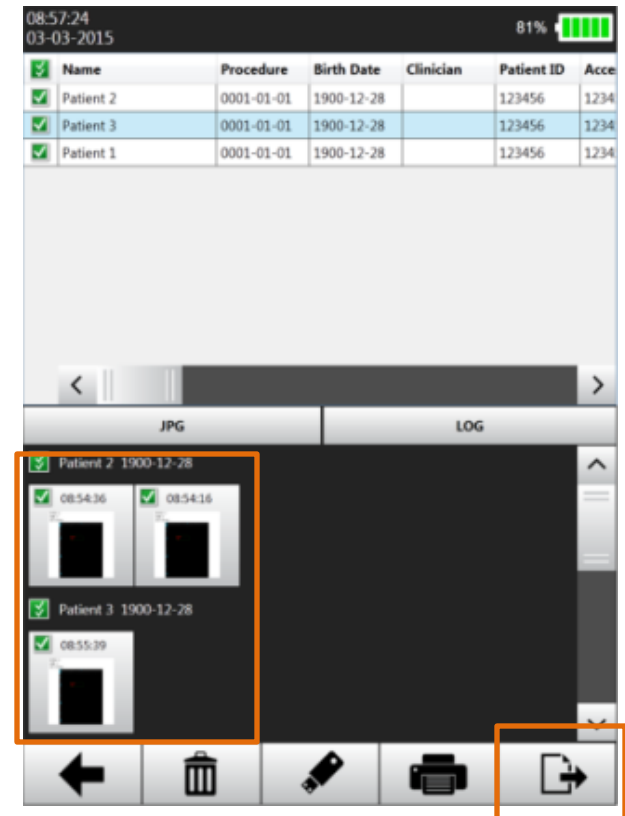 08:57:24 81%
03-03-2015
Name Procedure Birth Date Clinician Patient ID Acce
Patient 2 0001-01-01 1900-12-28 123456 1234
Patient 3 0001-01-01 1900-12-28 123456 1234
Patient 1 0001-01-01 1900-12-28 123456 1234
JPG LOG
Patient 2 1900-12-28
08:54:36 08:54:16
Patient 3 1900-12-28
08:55:39